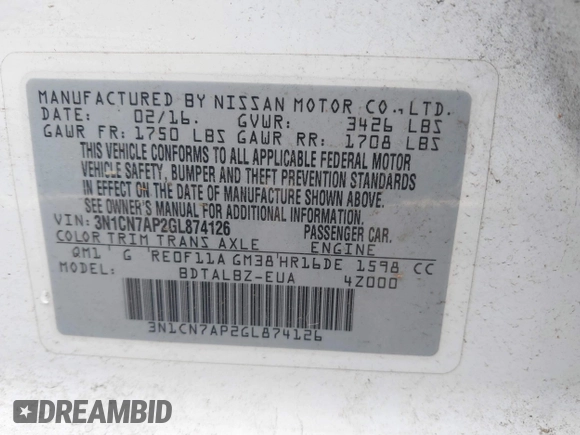 MANUFACTURED BY NISSAN MOTOR CO.,LTD.
DATE: 02/16. GVWR: 3426 LBS
GAWR FR: 1750 LBS GAWR RR: 1708 LBS
THIS VEHICLE CONFORMS TO ALL APPLICABLE FEDERAL MOTOR
VEHICLE SAFETY, BUMPER AND THEFT PREVENTION STANDARDS
IN EFFECT ON THE DATE OF MANUFACTURE SHOWN ABOVE.
SEE OWNER'S MANUAL FOR ADDITIONAL INFORMATION.
VIN: 3N1CN7AP2GL874126 PASSENGER CAR.
COLOR TRIM TRANS AXLE ENGINE
QM1 G RE0F11A GM38 HR16DE 1598 CC
MODEL: BDTALBZ-EUA 4Z000
3N1CN7AP2GL874126
DREAMBID